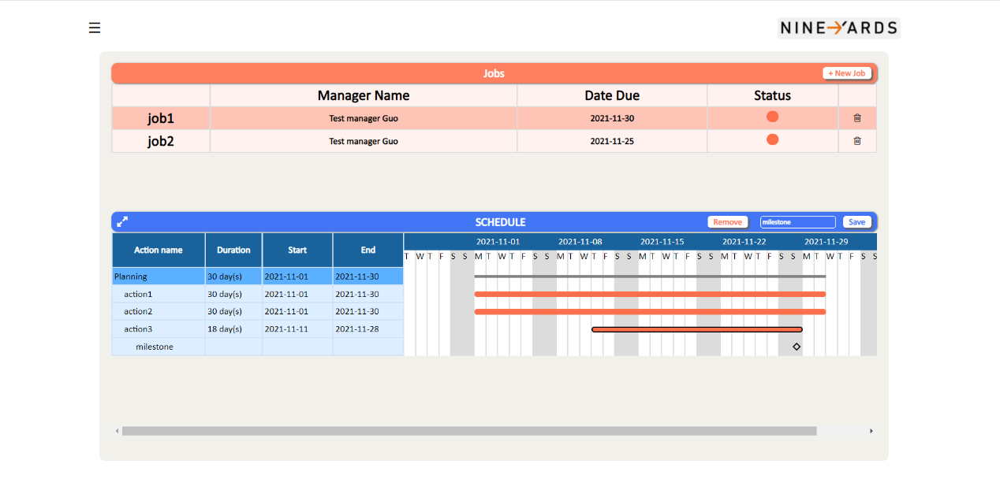 ☰
NINE YARDS
Jobs + New Job
Manager Name Date Due Status
job1 Test manager Guo 2021-11-30
job2 Test manager Guo 2021-11-25
SCHEDULE Remove milestone Save
Action name Duration Start End
2021-11-01 2021-11-08 2021-11-15 2021-11-22 2021-11-29
T W T F S S M T W T F S S M T W T F S S M T W T F S S M T W T F S S M T W T F S S
Planning 30 day(s) 2021-11-01 2021-11-30
action1 30 day(s) 2021-11-01 2021-11-30
action2 30 day(s) 2021-11-01 2021-11-30
action3 18 day(s) 2021-11-11 2021-11-28
milestone